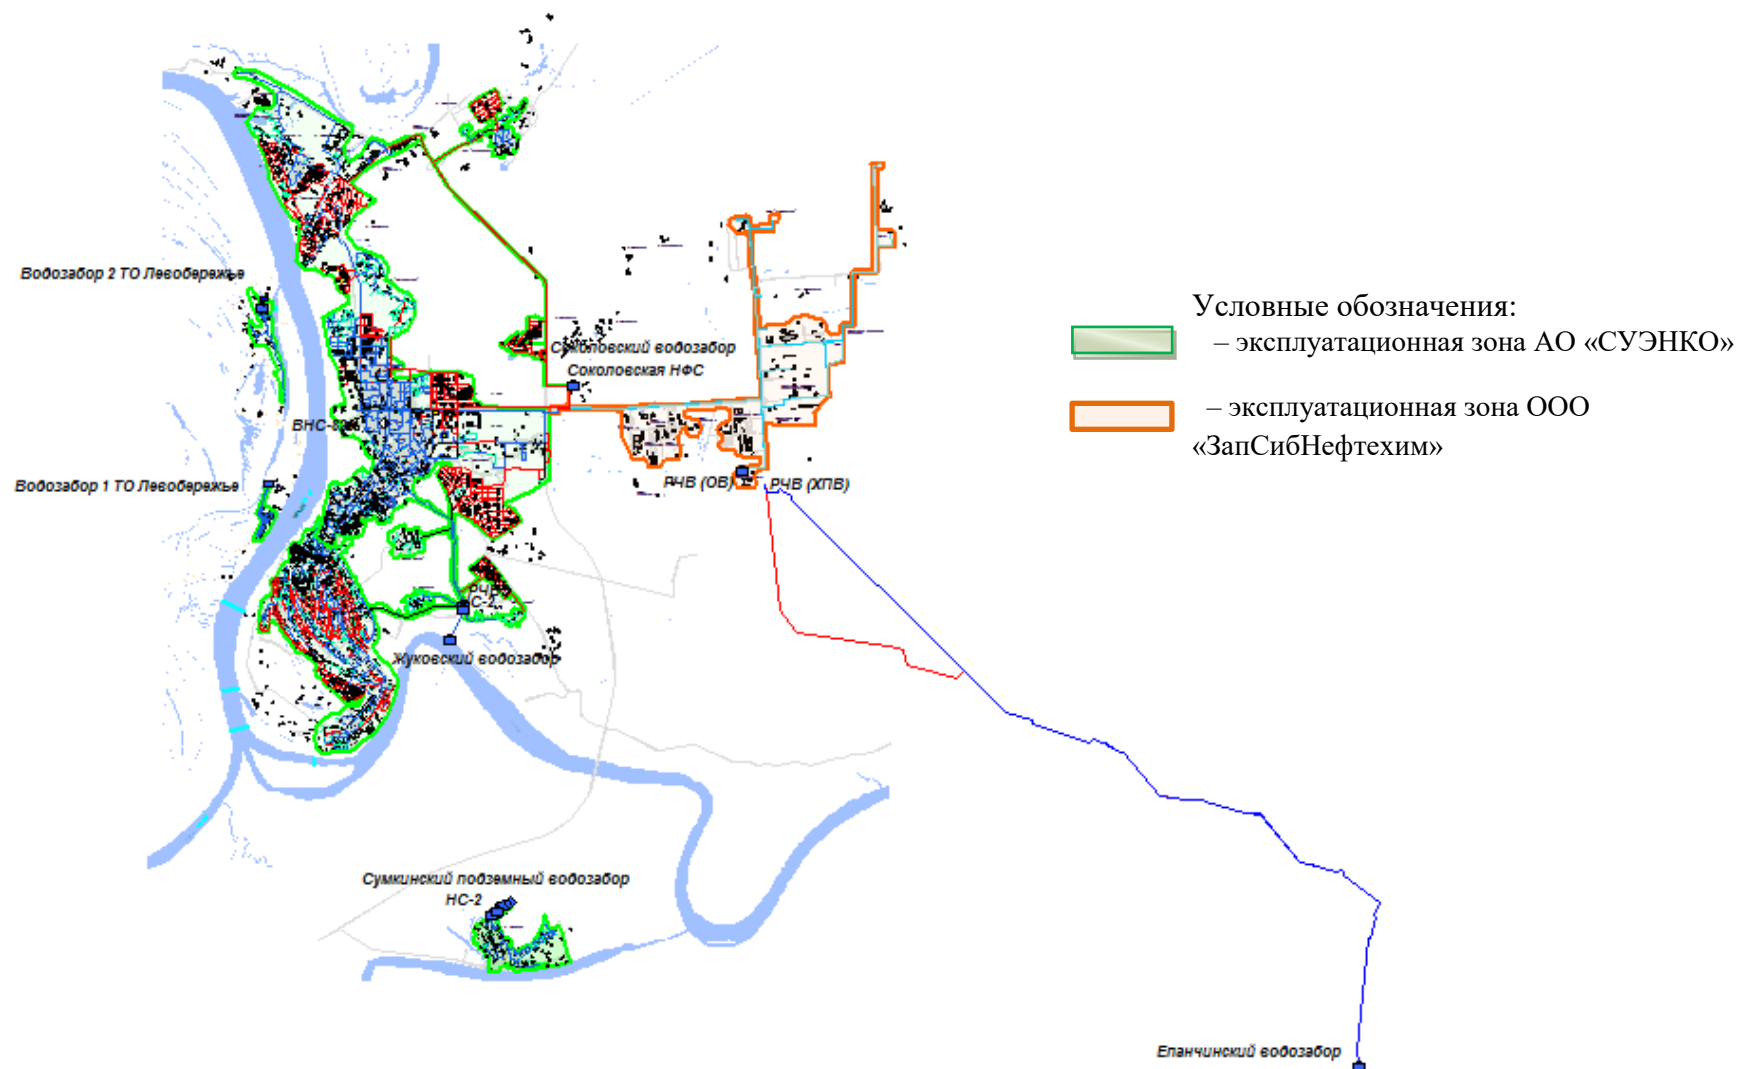 Водозабор 2 ТО Левобережье
Условные обозначения:
– эксплуатационная зона АО «СУЭНКО»
Соколовский водозабор
Соколовская НФС
– эксплуатационная зона ООО
«ЗапСибНефтехим»
Водозабор 1 ТО Левобережье
РЧВ (ОВ)
РЧВ (ХПВ)
Жуковский водозабор
Сумкинский подземный водозабор
НС-2
Епанчинский водозабор